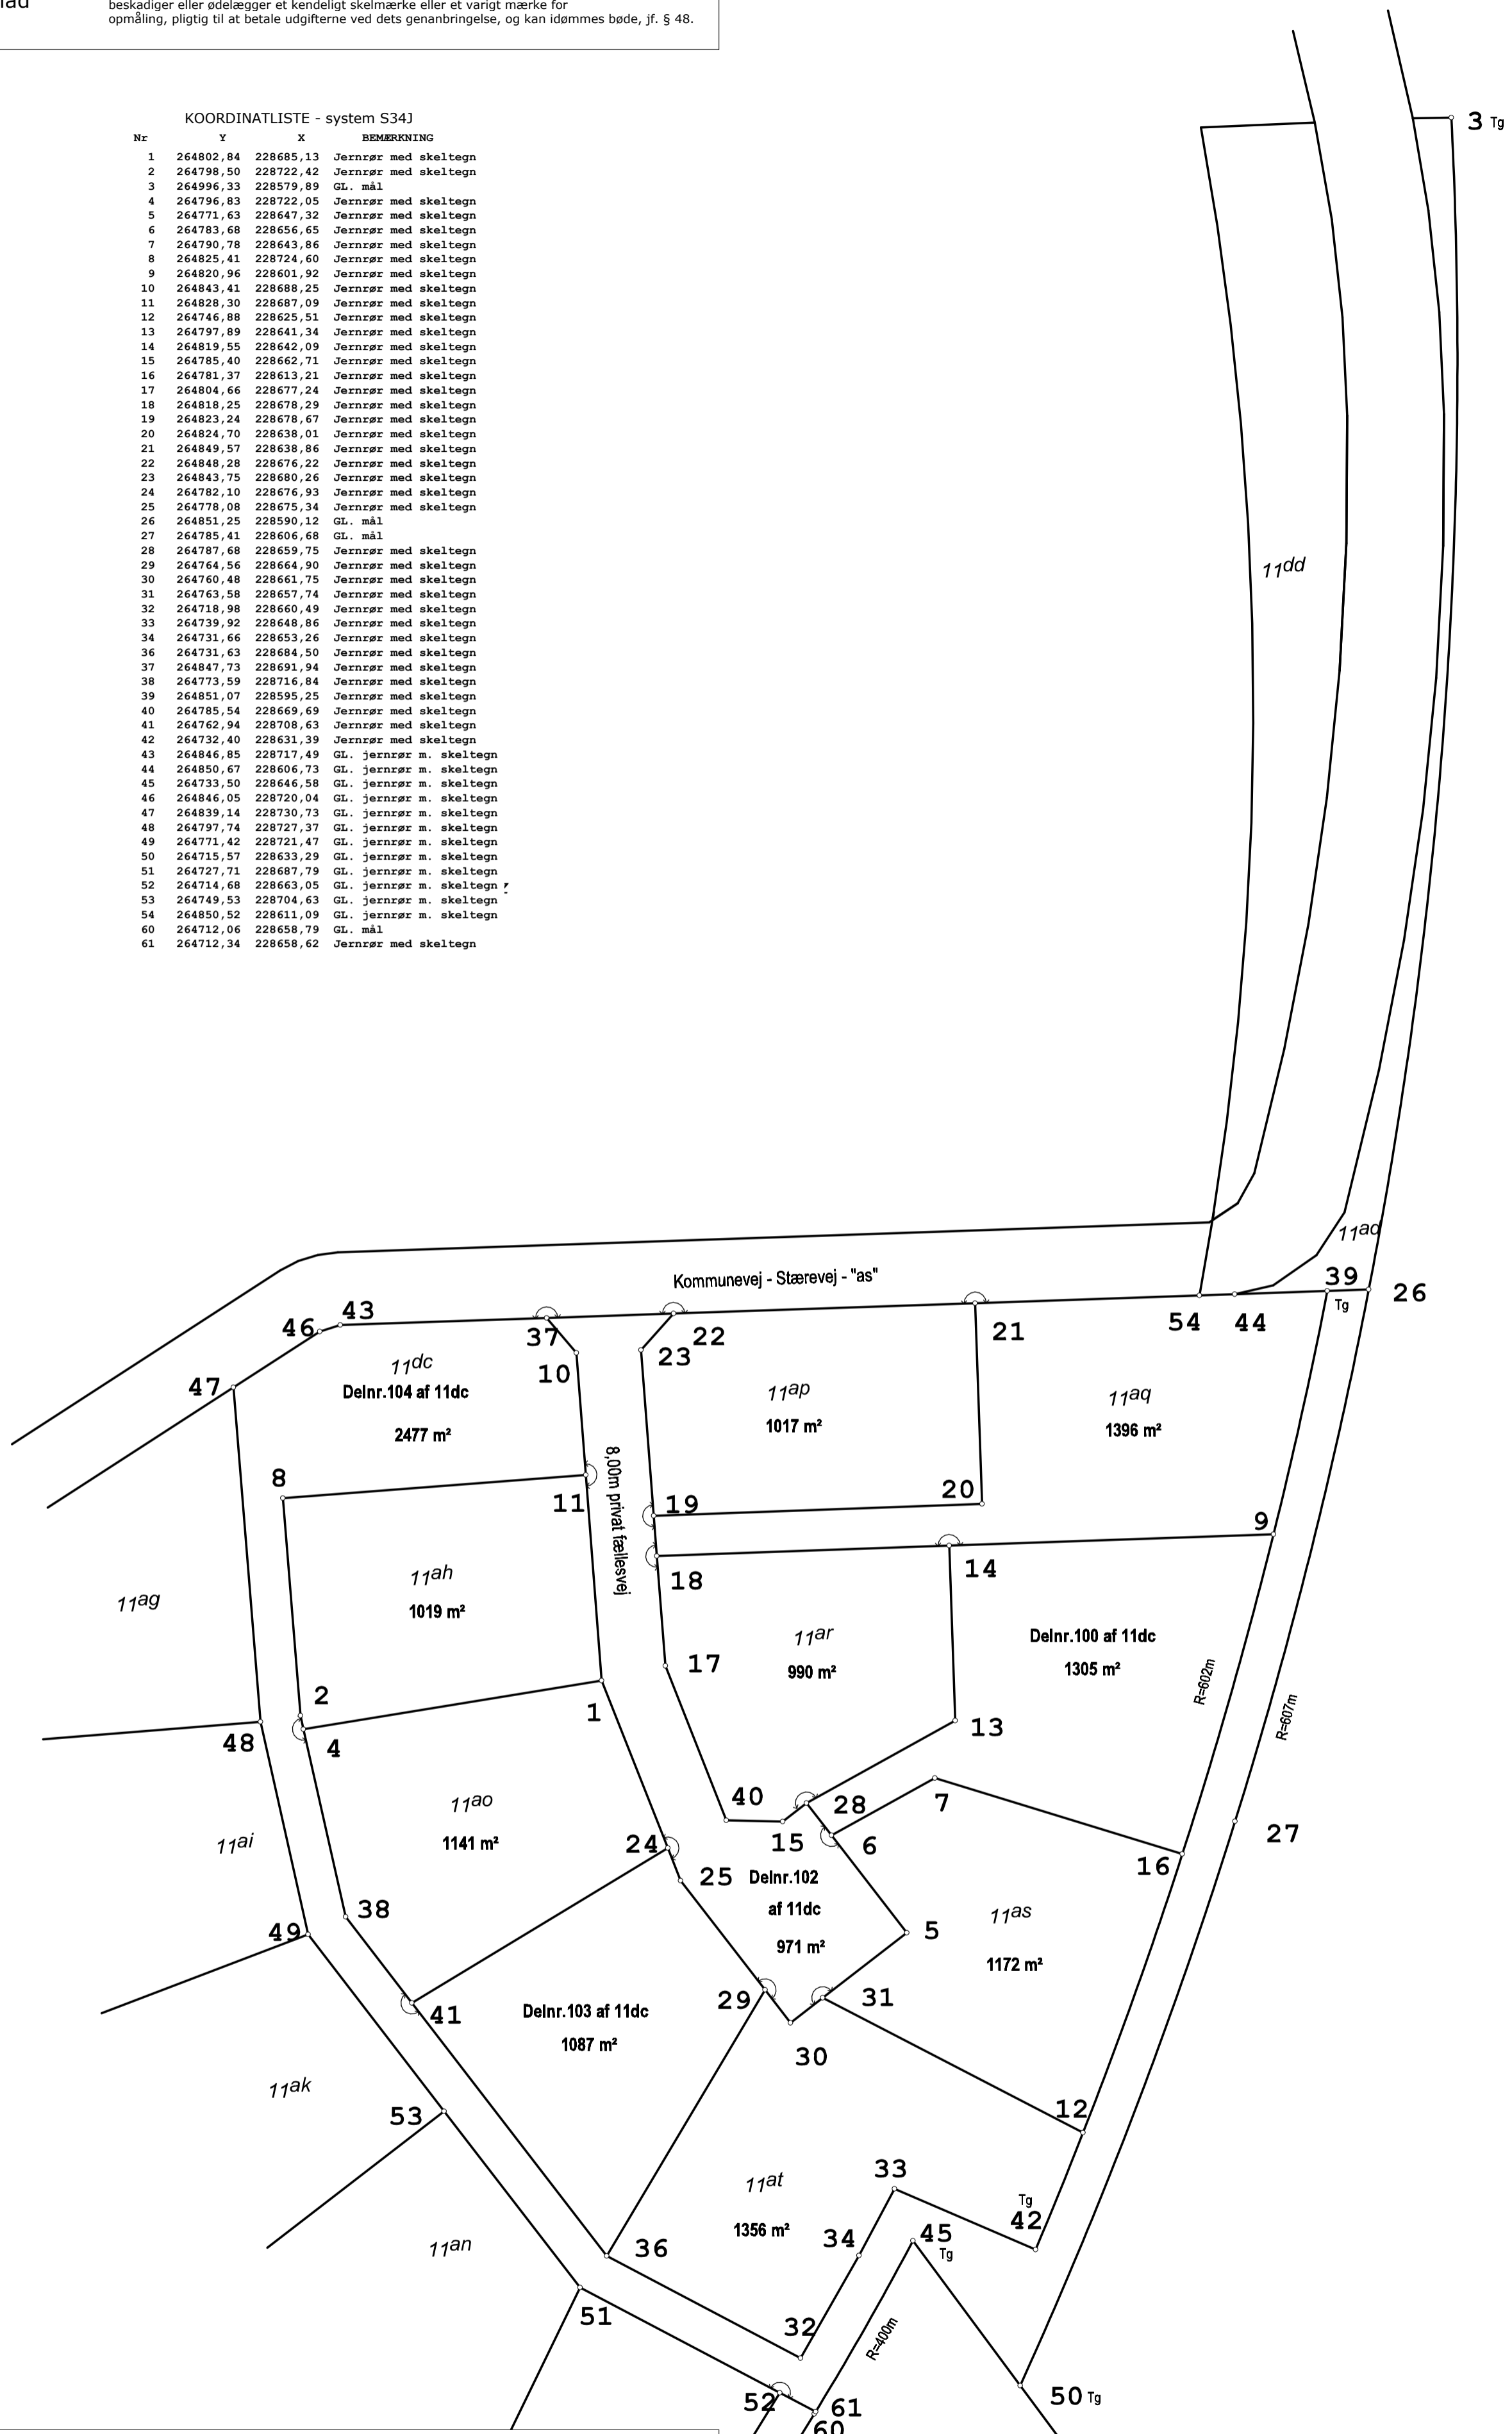 beskadiger eller ødelægger et kendeligt skelmærke eller et varigt mærke for
opmåling, pligtig til at betale udgifterne ved dets genanbringelse, og kan idømmes bøde, jf. § 48.
KOORDINATLISTE - system S34J
Nr Y X BEMÆRKNING
1 264802,84 228685,13 Jernrør med skeltegn
2 264798,50 228722,42 Jernrør med skeltegn
3 264996,33 228579,89 GL. mål
4 264796,83 228722,05 Jernrør med skeltegn
5 264771,63 228647,32 Jernrør med skeltegn
6 264783,68 228656,65 Jernrør med skeltegn
7 264790,78 228643,86 Jernrør med skeltegn
8 264825,41 228724,60 Jernrør med skeltegn
9 264820,96 228601,92 Jernrør med skeltegn
10 264843,41 228688,25 Jernrør med skeltegn
11 264828,30 228687,09 Jernrør med skeltegn
12 264746,88 228625,51 Jernrør med skeltegn
13 264797,89 228641,34 Jernrør med skeltegn
14 264819,55 228642,09 Jernrør med skeltegn
15 264785,40 228662,71 Jernrør med skeltegn
16 264781,37 228613,21 Jernrør med skeltegn
17 264804,66 228677,24 Jernrør med skeltegn
18 264818,25 228678,29 Jernrør med skeltegn
19 264823,24 228678,67 Jernrør med skeltegn
20 264824,70 228638,01 Jernrør med skeltegn
21 264849,57 228638,86 Jernrør med skeltegn
22 264848,28 228676,22 Jernrør med skeltegn
23 264843,75 228680,26 Jernrør med skeltegn
24 264782,10 228676,93 Jernrør med skeltegn
25 264778,08 228675,34 Jernrør med skeltegn
26 264851,25 228590,12 GL. mål
27 264785,41 228606,68 GL. mål
28 264787,68 228659,75 Jernrør med skeltegn
29 264764,56 228664,90 Jernrør med skeltegn
30 264760,48 228661,75 Jernrør med skeltegn
31 264763,58 228657,74 Jernrør med skeltegn
32 264718,98 228660,49 Jernrør med skeltegn
33 264739,92 228648,86 Jernrør med skeltegn
34 264731,66 228653,26 Jernrør med skeltegn
36 264731,63 228684,50 Jernrør med skeltegn
37 264847,73 228691,94 Jernrør med skeltegn
38 264773,59 228716,84 Jernrør med skeltegn
39 264851,07 228595,25 Jernrør med skeltegn
40 264785,54 228669,69 Jernrør med skeltegn
41 264762,94 228708,63 Jernrør med skeltegn
42 264732,40 228631,39 Jernrør med skeltegn
43 264846,85 228717,49 GL. jernrør m. skeltegn
44 264850,67 228606,73 GL. jernrør m. skeltegn
45 264733,50 228646,58 GL. jernrør m. skeltegn
46 264846,05 228720,04 GL. jernrør m. skeltegn
47 264839,14 228730,73 GL. jernrør m. skeltegn
48 264797,74 228727,37 GL. jernrør m. skeltegn
49 264771,42 228721,47 GL. jernrør m. skeltegn
50 264715,57 228633,29 GL. jernrør m. skeltegn
51 264727,71 228687,79 GL. jernrør m. skeltegn
52 264714,68 228663,05 GL. jernrør m. skeltegn
53 264749,53 228704,63 GL. jernrør m. skeltegn
54 264850,52 228611,09 GL. jernrør m. skeltegn
60 264712,06 228658,79 GL. mål
61 264712,34 228658,62 Jernrør med skeltegn
3 Tg
11dd
11ad
Kommunevej - Stærevej - "as"
39
Tg
26
54
44
21
22
37
43
46
47
23
10
11dc
Delnr.104 af 11dc
2477 m²
11ap
1017 m²
11aq
1396 m²
8,00m privat fællesvej
8
11
19
20
9
18
14
11ag
11ah
1019 m²
11ar
990 m²
Delnr.100 af 11dc
1305 m²
R=602m
R=607m
17
2
1
13
48
4
40
28
7
27
11ao
1141 m²
11ai
24
15
6
16
25
Delnr.102
af 11dc
971 m²
38
49
5
11as
1172 m²
29
31
41
Delnr.103 af 11dc
1087 m²
30
11ak
53
12
33
11at
1356 m²
Tg
42
34
45
Tg
11an
36
51
32
R=400m
52
61
60
50 Tg